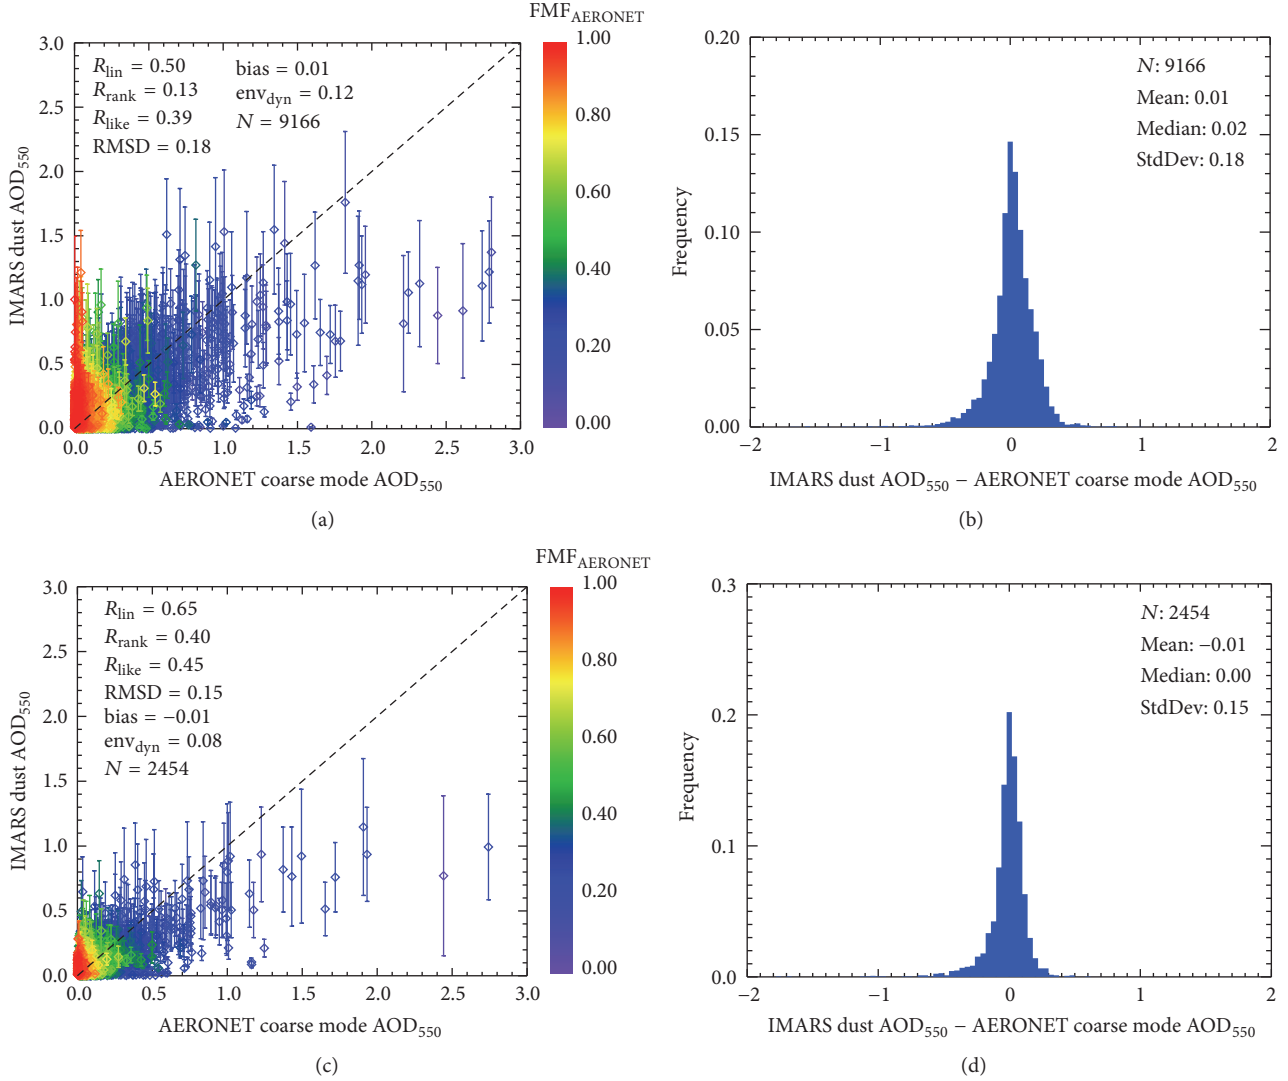 FMF_AERONET
3.0
2.5
2.0
1.5
1.0
0.5
0.0
IMARS dust AOD_550
R_lin = 0.50
R_rank = 0.13
R_like = 0.39
RMSD = 0.18
bias = 0.01
env_dyn = 0.12
N = 9166
1.00
0.80
0.60
0.40
0.20
0.00
0.0 0.5 1.0 1.5 2.0 2.5 3.0
AERONET coarse mode AOD_550
(a)
0.20
0.15
0.10
0.05
0.00
Frequency
N: 9166
Mean: 0.01
Median: 0.02
StdDev: 0.18
−2 −1 0 1 2
IMARS dust AOD_550 − AERONET coarse mode AOD_550
(b)
FMF_AERONET
3.0
2.5
2.0
1.5
1.0
0.5
0.0
IMARS dust AOD_550
R_lin = 0.65
R_rank = 0.40
R_like = 0.45
RMSD = 0.15
bias = −0.01
env_dyn = 0.08
N = 2454
1.00
0.80
0.60
0.40
0.20
0.00
0.0 0.5 1.0 1.5 2.0 2.5 3.0
AERONET coarse mode AOD_550
(c)
0.3
0.2
0.1
0.0
Frequency
N: 2454
Mean: −0.01
Median: 0.00
StdDev: 0.15
−2 −1 0 1 2
IMARS dust AOD_550 − AERONET coarse mode AOD_550
(d)